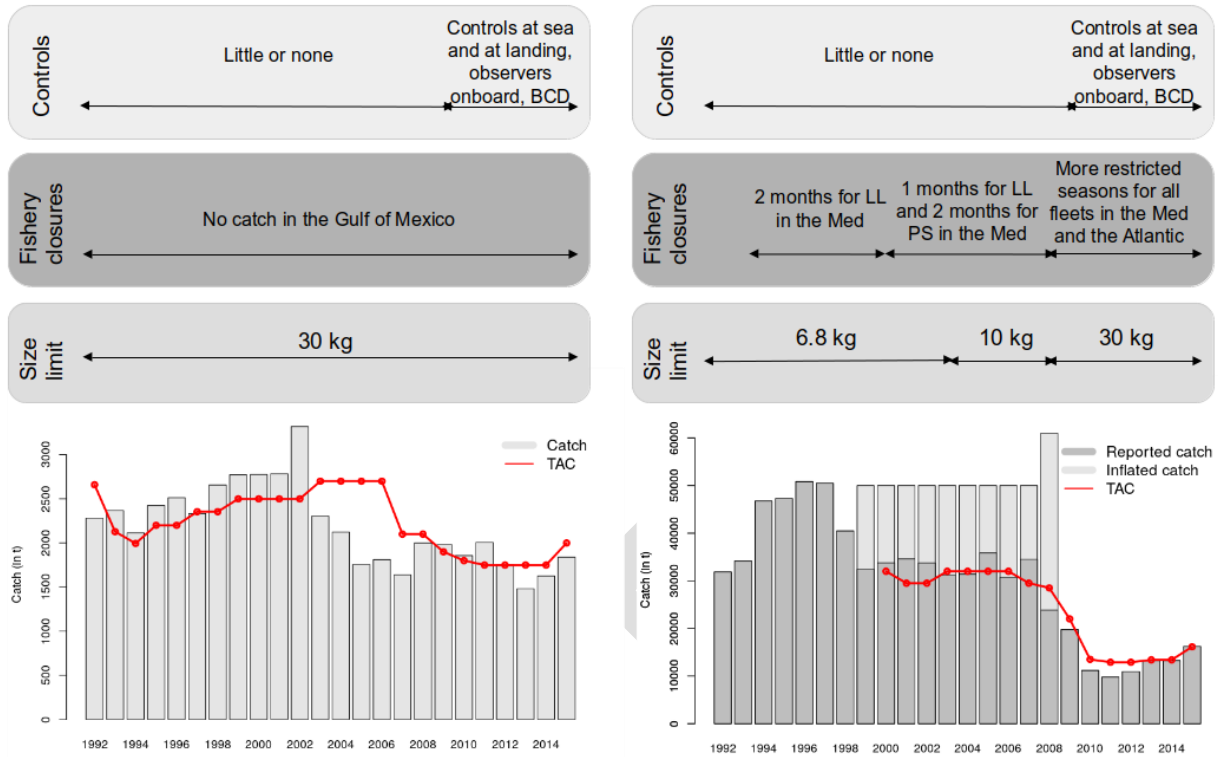 Controls
Little or none
Controls at sea
and at landing,
observers
onboard, BCD
Fishery
closures
No catch in the Gulf of Mexico
Size
limit
30 kg
Catch (in t)
3000
2500
2000
1500
1000
500
0
Catch
TAC
1992 1994 1996 1998 2000 2002 2004 2006 2008 2010 2012 2014
Controls
Little or none
Controls at sea
and at landing,
observers
onboard, BCD
Fishery
closures
2 months for LL
in the Med
1 months for LL
and 2 months for
PS in the Med
More restricted
seasons for all
fleets in the Med
and the Atlantic
Size
limit
6.8 kg
10 kg
30 kg
Catch (in t)
60000
50000
40000
30000
20000
10000
0
Reported catch
Inflated catch
TAC
1992 1994 1996 1998 2000 2002 2004 2006 2008 2010 2012 2014